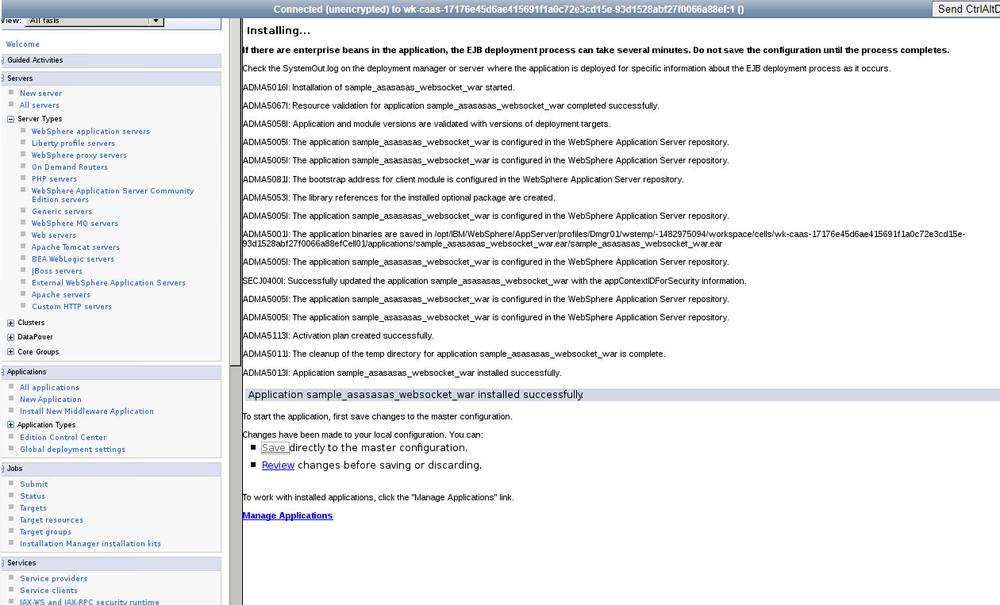 Connected (unencrypted) to wk-caas-17176e45d6ae415691f1a0c72e3cd15e-93d1528abf27f0066a88ef:1 ()
Send CtrlAltD
View: All tasks
Welcome
Guided Activities
Servers
New server
All servers
Server Types
WebSphere application servers
Liberty profile servers
WebSphere proxy servers
On Demand Routers
PHP servers
WebSphere Application Server Community
Edition servers
Generic servers
WebSphere MQ servers
Web servers
Apache Tomcat servers
BEA WebLogic servers
JBoss servers
External WebSphere Application Servers
Apache servers
Custom HTTP servers
Clusters
DataPower
Core Groups
Applications
All applications
New Application
Install New Middleware Application
Application Types
Edition Control Center
Global deployment settings
Jobs
Submit
Status
Targets
Target resources
Target groups
Installation Manager installation kits
Services
Service providers
Service clients
JAX-WS and JAX-RPC security runtime
Installing...
If there are enterprise beans in the application, the EJB deployment process can take several minutes. Do not save the configuration until the process completes.
Check the SystemOut.log on the deployment manager or server where the application is deployed for specific information about the EJB deployment process as it occurs.
ADMA5016I: Installation of sample_asasasas_websocket_war started.
ADMA5067I: Resource validation for application sample_asasasas_websocket_war completed successfully.
ADMA5058I: Application and module versions are validated with versions of deployment targets.
ADMA5005I: The application sample_asasasas_websocket_war is configured in the WebSphere Application Server repository.
ADMA5005I: The application sample_asasasas_websocket_war is configured in the WebSphere Application Server repository.
ADMA5081I: The bootstrap address for client module is configured in the WebSphere Application Server repository.
ADMA5053I: The library references for the installed optional package are created.
ADMA5005I: The application sample_asasasas_websocket_war is configured in the WebSphere Application Server repository.
ADMA5001I: The application binaries are saved in /opt/IBM/WebSphere/AppServer/profiles/Dmgr01/wstemp/-1482975094/workspace/cells/wk-caas-17176e45d6ae415691f1a0c72e3cd15e-
93d1528abf27f0066a88efCell01/applications/sample_asasasas_websocket_war.ear/sample_asasasas_websocket_war.ear
ADMA5005I: The application sample_asasasas_websocket_war is configured in the WebSphere Application Server repository.
SECJ0400I: Successfully updated the application sample_asasasas_websocket_war with the appContextIDForSecurity information.
ADMA5005I: The application sample_asasasas_websocket_war is configured in the WebSphere Application Server repository.
ADMA5005I: The application sample_asasasas_websocket_war is configured in the WebSphere Application Server repository.
ADMA5113I: Activation plan created successfully.
ADMA5011I: The cleanup of the temp directory for application sample_asasasas_websocket_war is complete.
ADMA5013I: Application sample_asasasas_websocket_war installed successfully.
Application sample_asasasas_websocket_war installed successfully.
To start the application, first save changes to the master configuration.
Changes have been made to your local configuration. You can:
Save directly to the master configuration.
Review changes before saving or discarding.
To work with installed applications, click the "Manage Applications" link.
Manage Applications